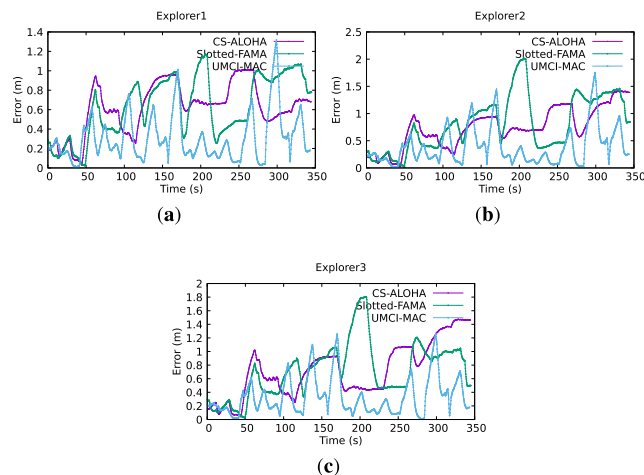 Explorer1
CS-ALOHA
Slotted-FAMA
UMCI-MAC
Error (m)
1.4
1.2
1
0.8
0.6
0.4
0.2
0
0 50 100 150 200 250 300 350
Time (s)
(a)
Explorer2
CS-ALOHA
Slotted-FAMA
UMCI-MAC
Error (m)
2.5
2
1.5
1
0.5
0
0 50 100 150 200 250 300 350
Time (s)
(b)
Explorer3
CS-ALOHA
Slotted-FAMA
UMCI-MAC
Error (m)
2
1.8
1.6
1.4
1.2
1
0.8
0.6
0.4
0.2
0
0 50 100 150 200 250 300 350
Time (s)
(c)